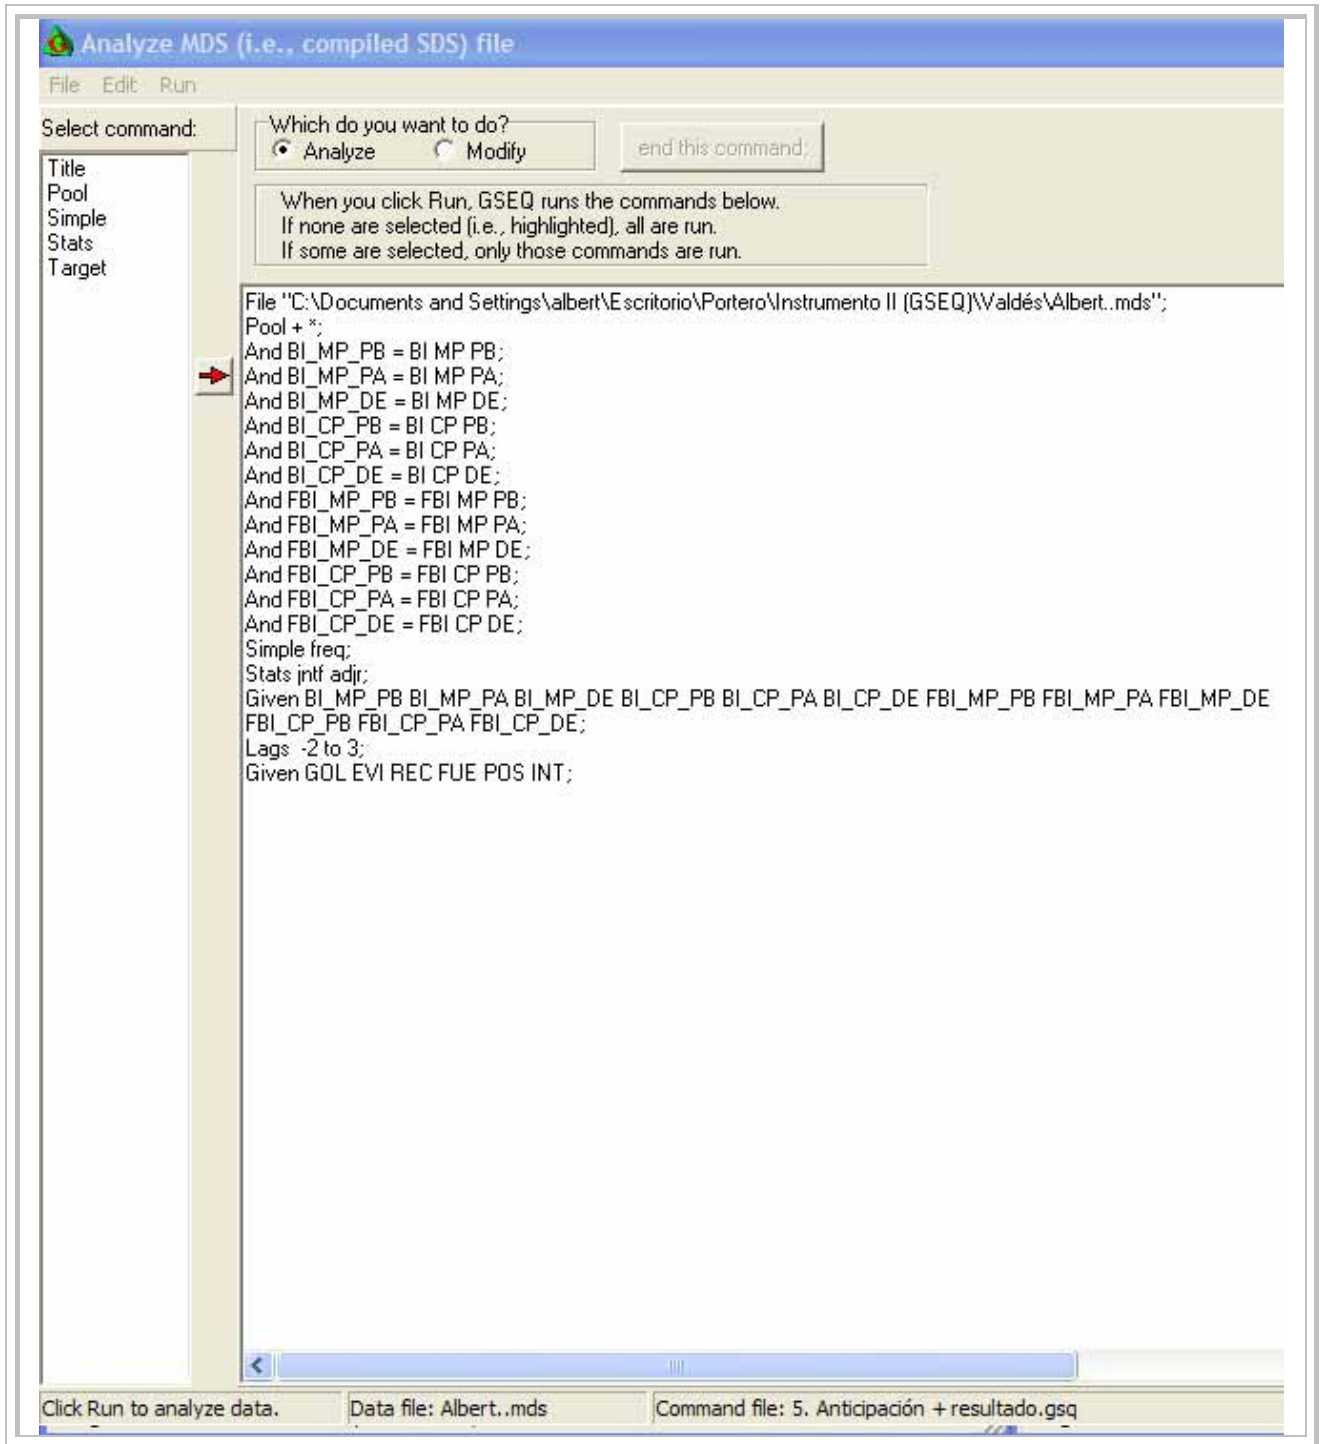 Analyze MDS (i.e., compiled SDS) file
File Edit Run
Select command:
Title
Pool
Simple
Stats
Target
Which do you want to do?
Analyze Modify
end this command;
When you click Run, GSEQ runs the commands below.
If none are selected (i.e., highlighted), all are run.
If some are selected, only those commands are run.
File "C:\Documents and Settings\albert\Escritorio\Portero\Instrumento II (GSEQ)\Valdés\Albert..mds";
Pool + *;
And BI_MP_PB = BI MP PB;
And BI_MP_PA = BI MP PA;
And BI_MP_DE = BI MP DE;
And BI_CP_PB = BI CP PB;
And BI_CP_PA = BI CP PA;
And BI_CP_DE = BI CP DE;
And FBI_MP_PB = FBI MP PB;
And FBI_MP_PA = FBI MP PA;
And FBI_MP_DE = FBI MP DE;
And FBI_CP_PB = FBI CP PB;
And FBI_CP_PA = FBI CP PA;
And FBI_CP_DE = FBI CP DE;
Simple freq;
Stats jntf adjr;
Given BI_MP_PB BI_MP_PA BI_MP_DE BI_CP_PB BI_CP_PA BI_CP_DE FBI_MP_PB FBI_MP_PA FBI_MP_DE
FBI_CP_PB FBI_CP_PA FBI_CP_DE;
Lags -2 to 3;
Given GOL EVI REC FUE POS INT;
Click Run to analyze data. Data file: Albert..mds Command file: 5. Anticipación + resultado.gsq